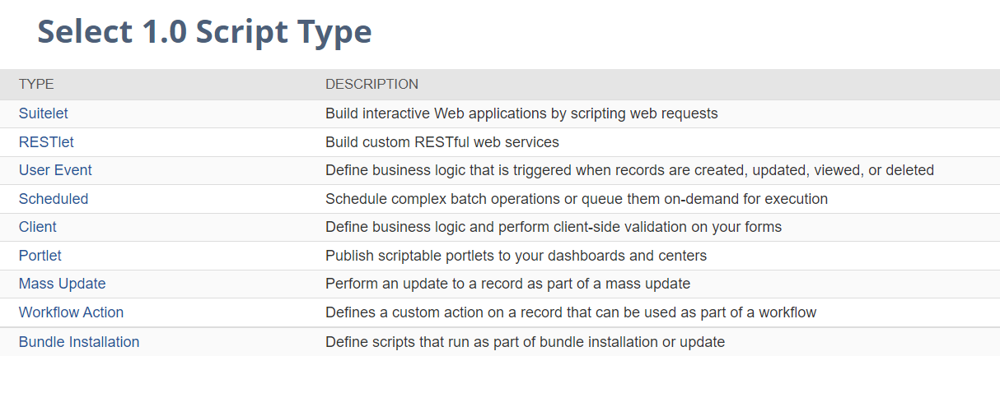 Select 1.0 Script Type
TYPE DESCRIPTION
Suitelet Build interactive Web applications by scripting web requests
RESTlet Build custom RESTful web services
User Event Define business logic that is triggered when records are created, updated, viewed, or deleted
Scheduled Schedule complex batch operations or queue them on-demand for execution
Client Define business logic and perform client-side validation on your forms
Portlet Publish scriptable portlets to your dashboards and centers
Mass Update Perform an update to a record as part of a mass update
Workflow Action Defines a custom action on a record that can be used as part of a workflow
Bundle Installation Define scripts that run as part of bundle installation or update